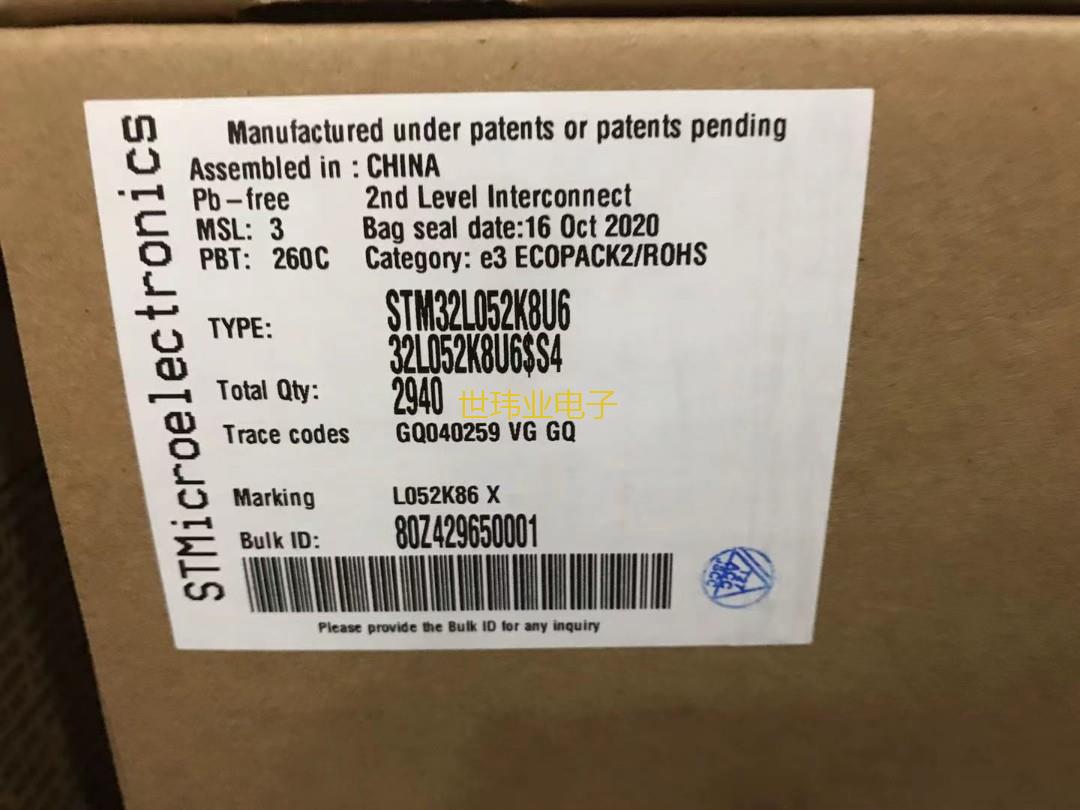 STMicroelectronics
Manufactured under patents or patents pending
Assembled in : CHINA
Pb-free 2nd Level Interconnect
MSL: 3 Bag seal date:16 Oct 2020
PBT: 260C Category: e3 ECOPACK2/ROHS
TYPE: STM32L052K8U6
32L052K8U6$S4
Total Qty: 2940
世玮业电子
Trace codes GQ040259 VG GQ
Marking L052K86 X
Bulk ID: 80Z429650001
Please provide the Bulk ID for any inquiry